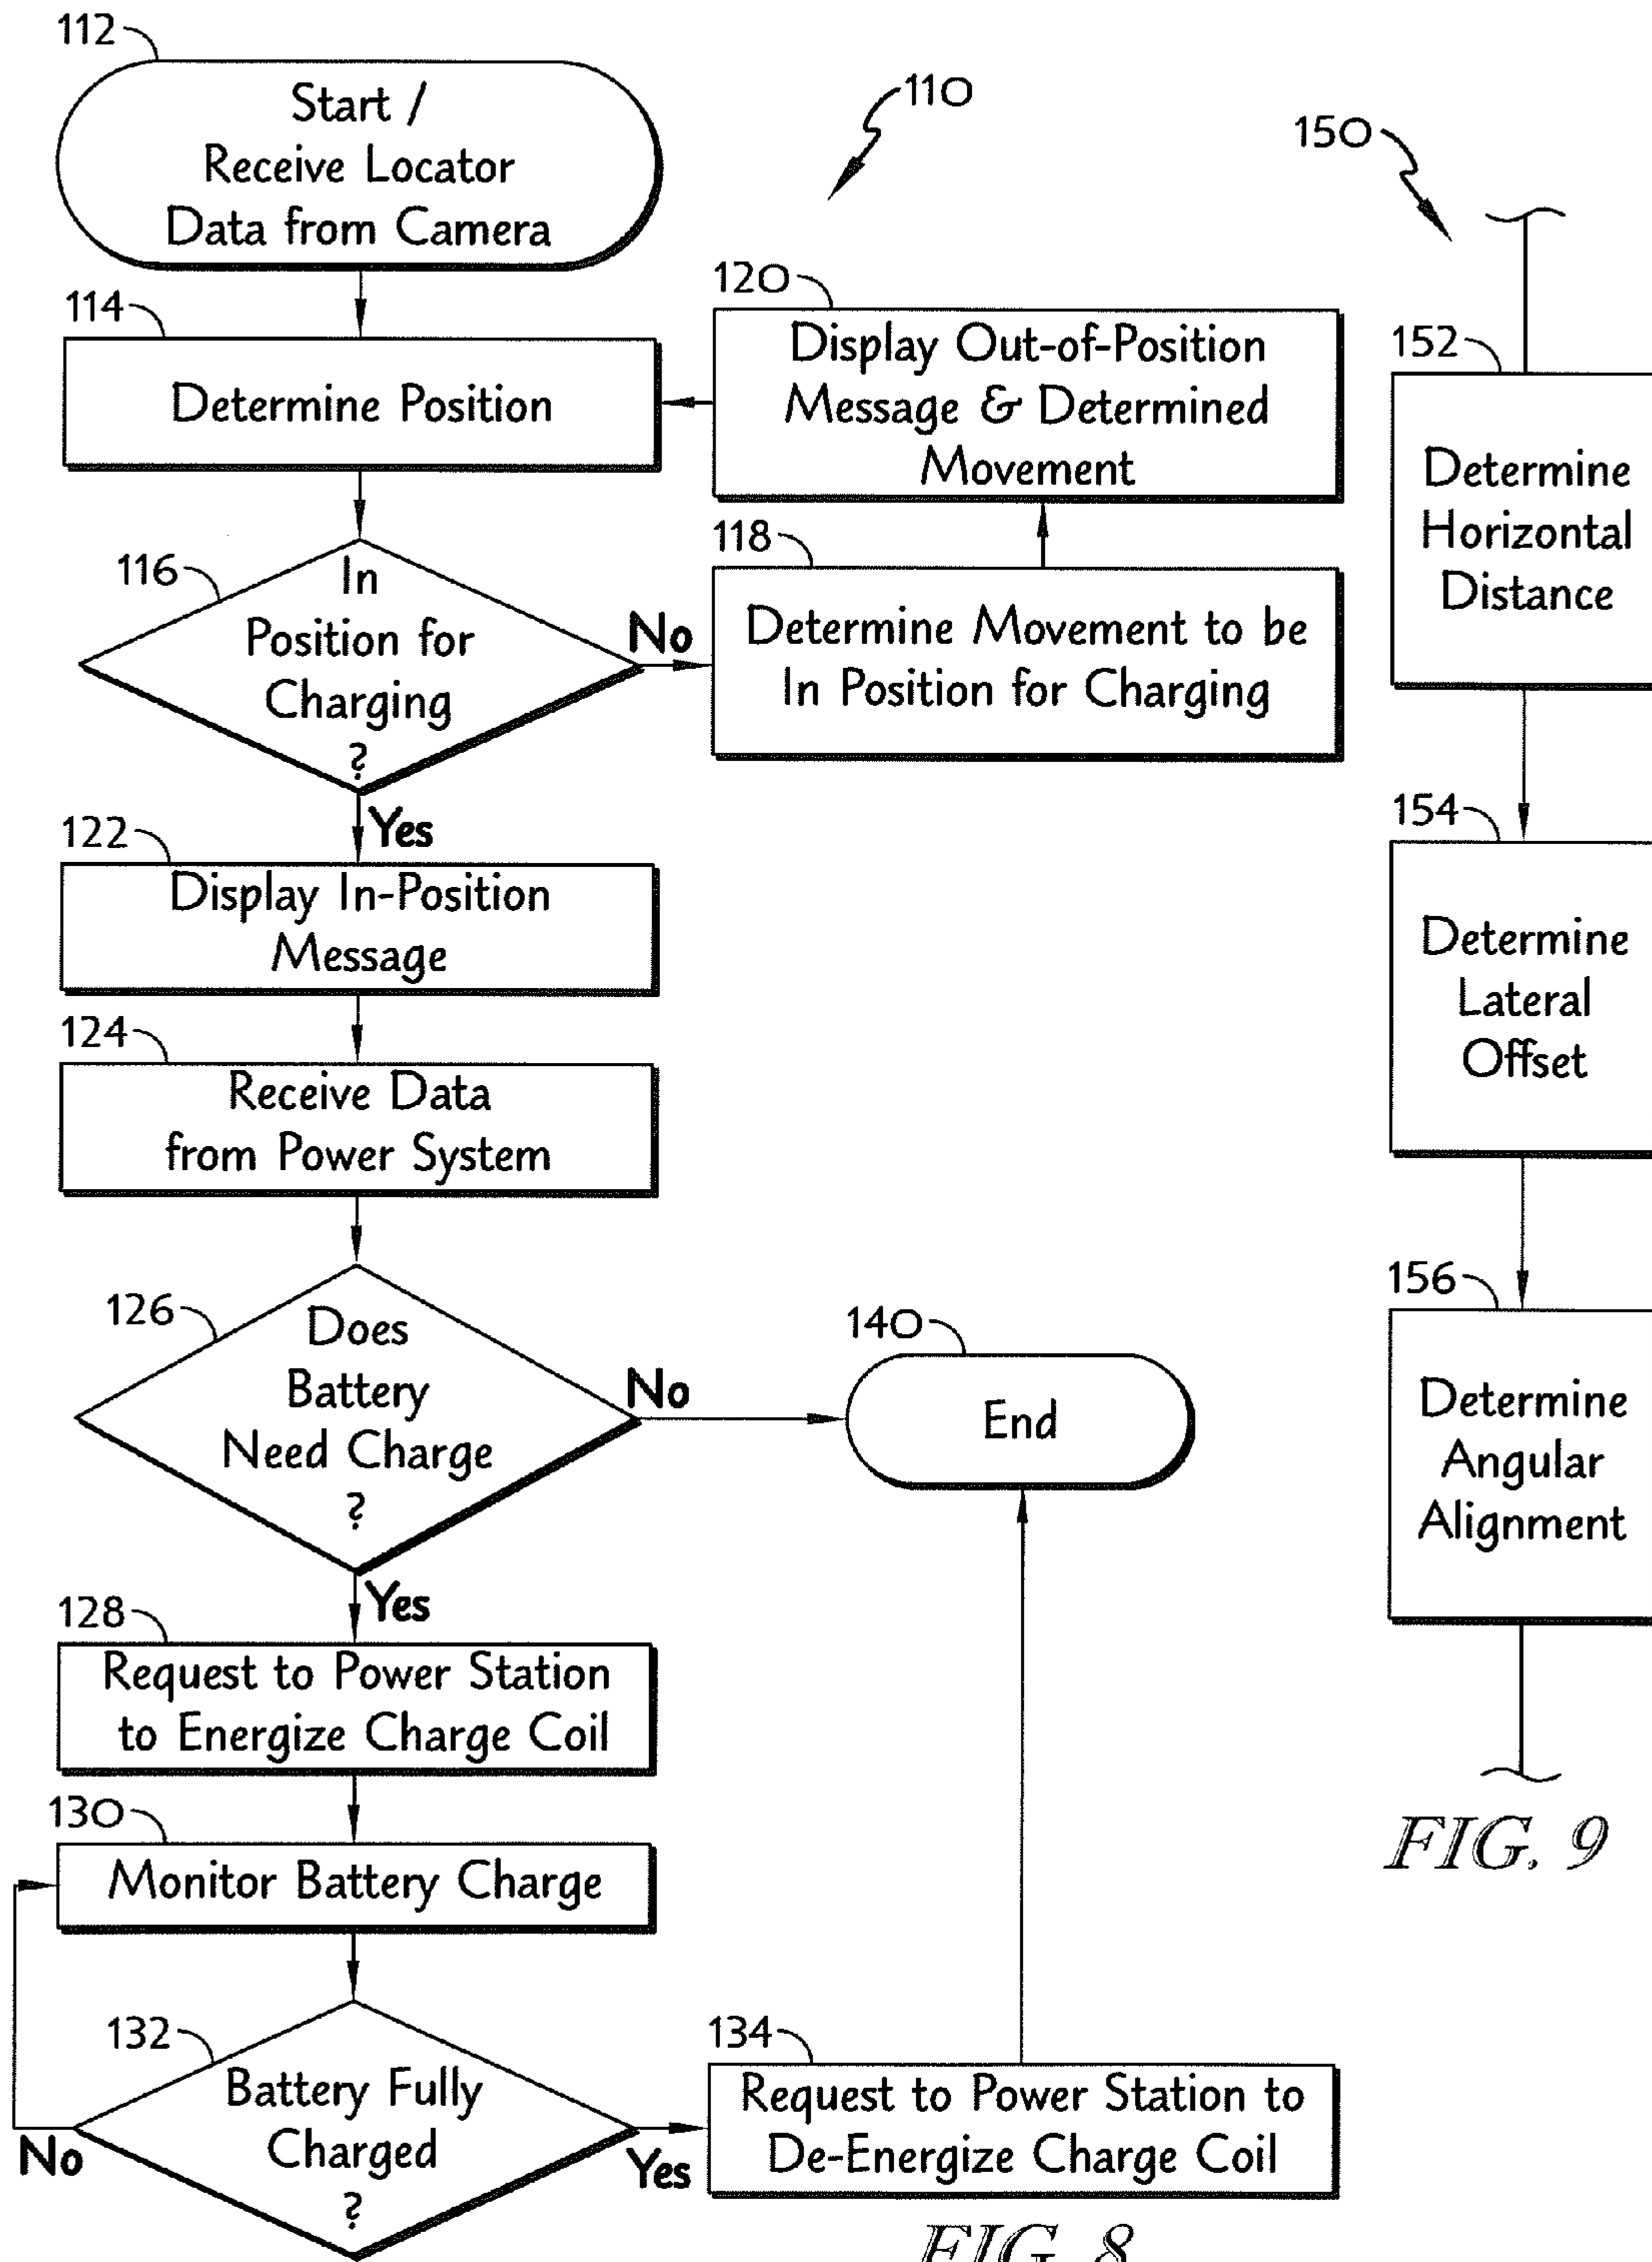 112
Start /
Receive Locator
Data from Camera
110
114
Determine Position
120
Display Out-of-Position
Message & Determined
Movement
116
In
Position for
Charging
?
No
118
Determine Movement to be
In Position for Charging
Yes
122
Display In-Position
Message
124
Receive Data
from Power System
126
Does
Battery
Need Charge
?
No
140
End
Yes
128
Request to Power Station
to Energize Charge Coil
130
Monitor Battery Charge
132
Battery Fully
Charged
?
No
Yes
134
Request to Power Station to
De-Energize Charge Coil
FIG. 8
150
152
Determine
Horizontal
Distance
154
Determine
Lateral
Offset
156
Determine
Angular
Alignment
FIG. 9